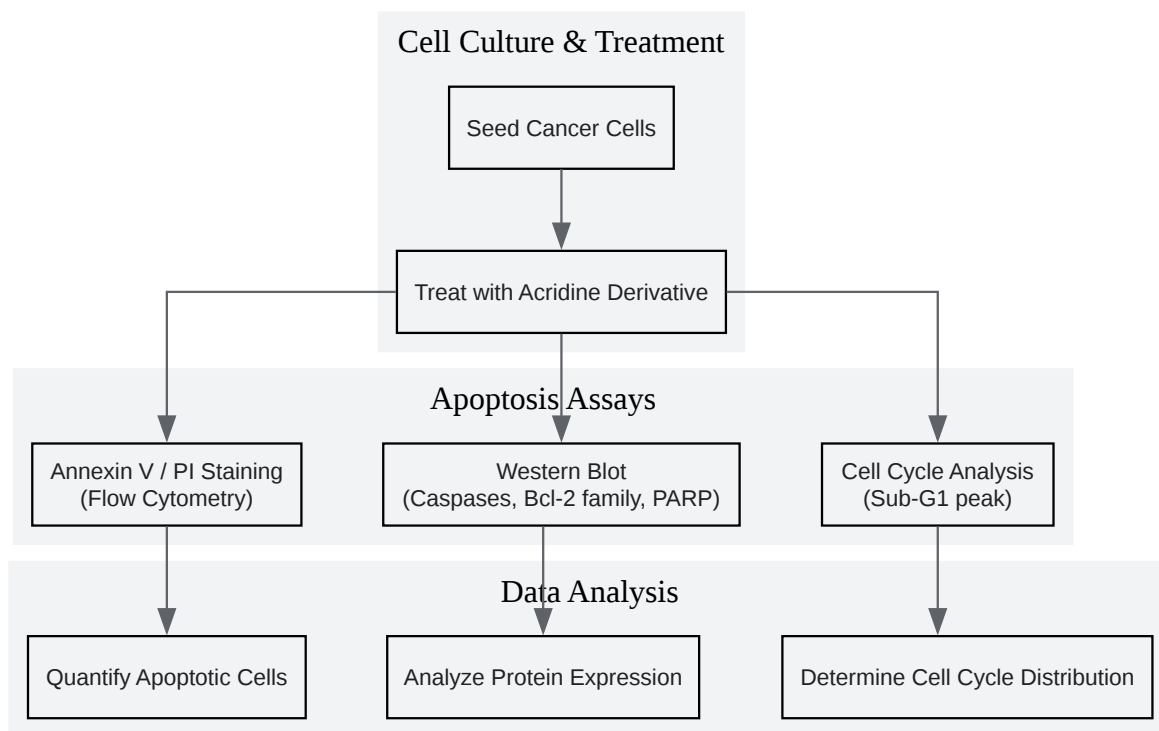 Cell Culture & Treatment
Seed Cancer Cells
Treat with Acridine Derivative
Apoptosis Assays
Annexin V / PI Staining
(Flow Cytometry)
Western Blot
(Caspases, Bcl-2 family, PARP)
Cell Cycle Analysis
(Sub-G1 peak)
Data Analysis
Quantify Apoptotic Cells
Analyze Protein Expression
Determine Cell Cycle Distribution